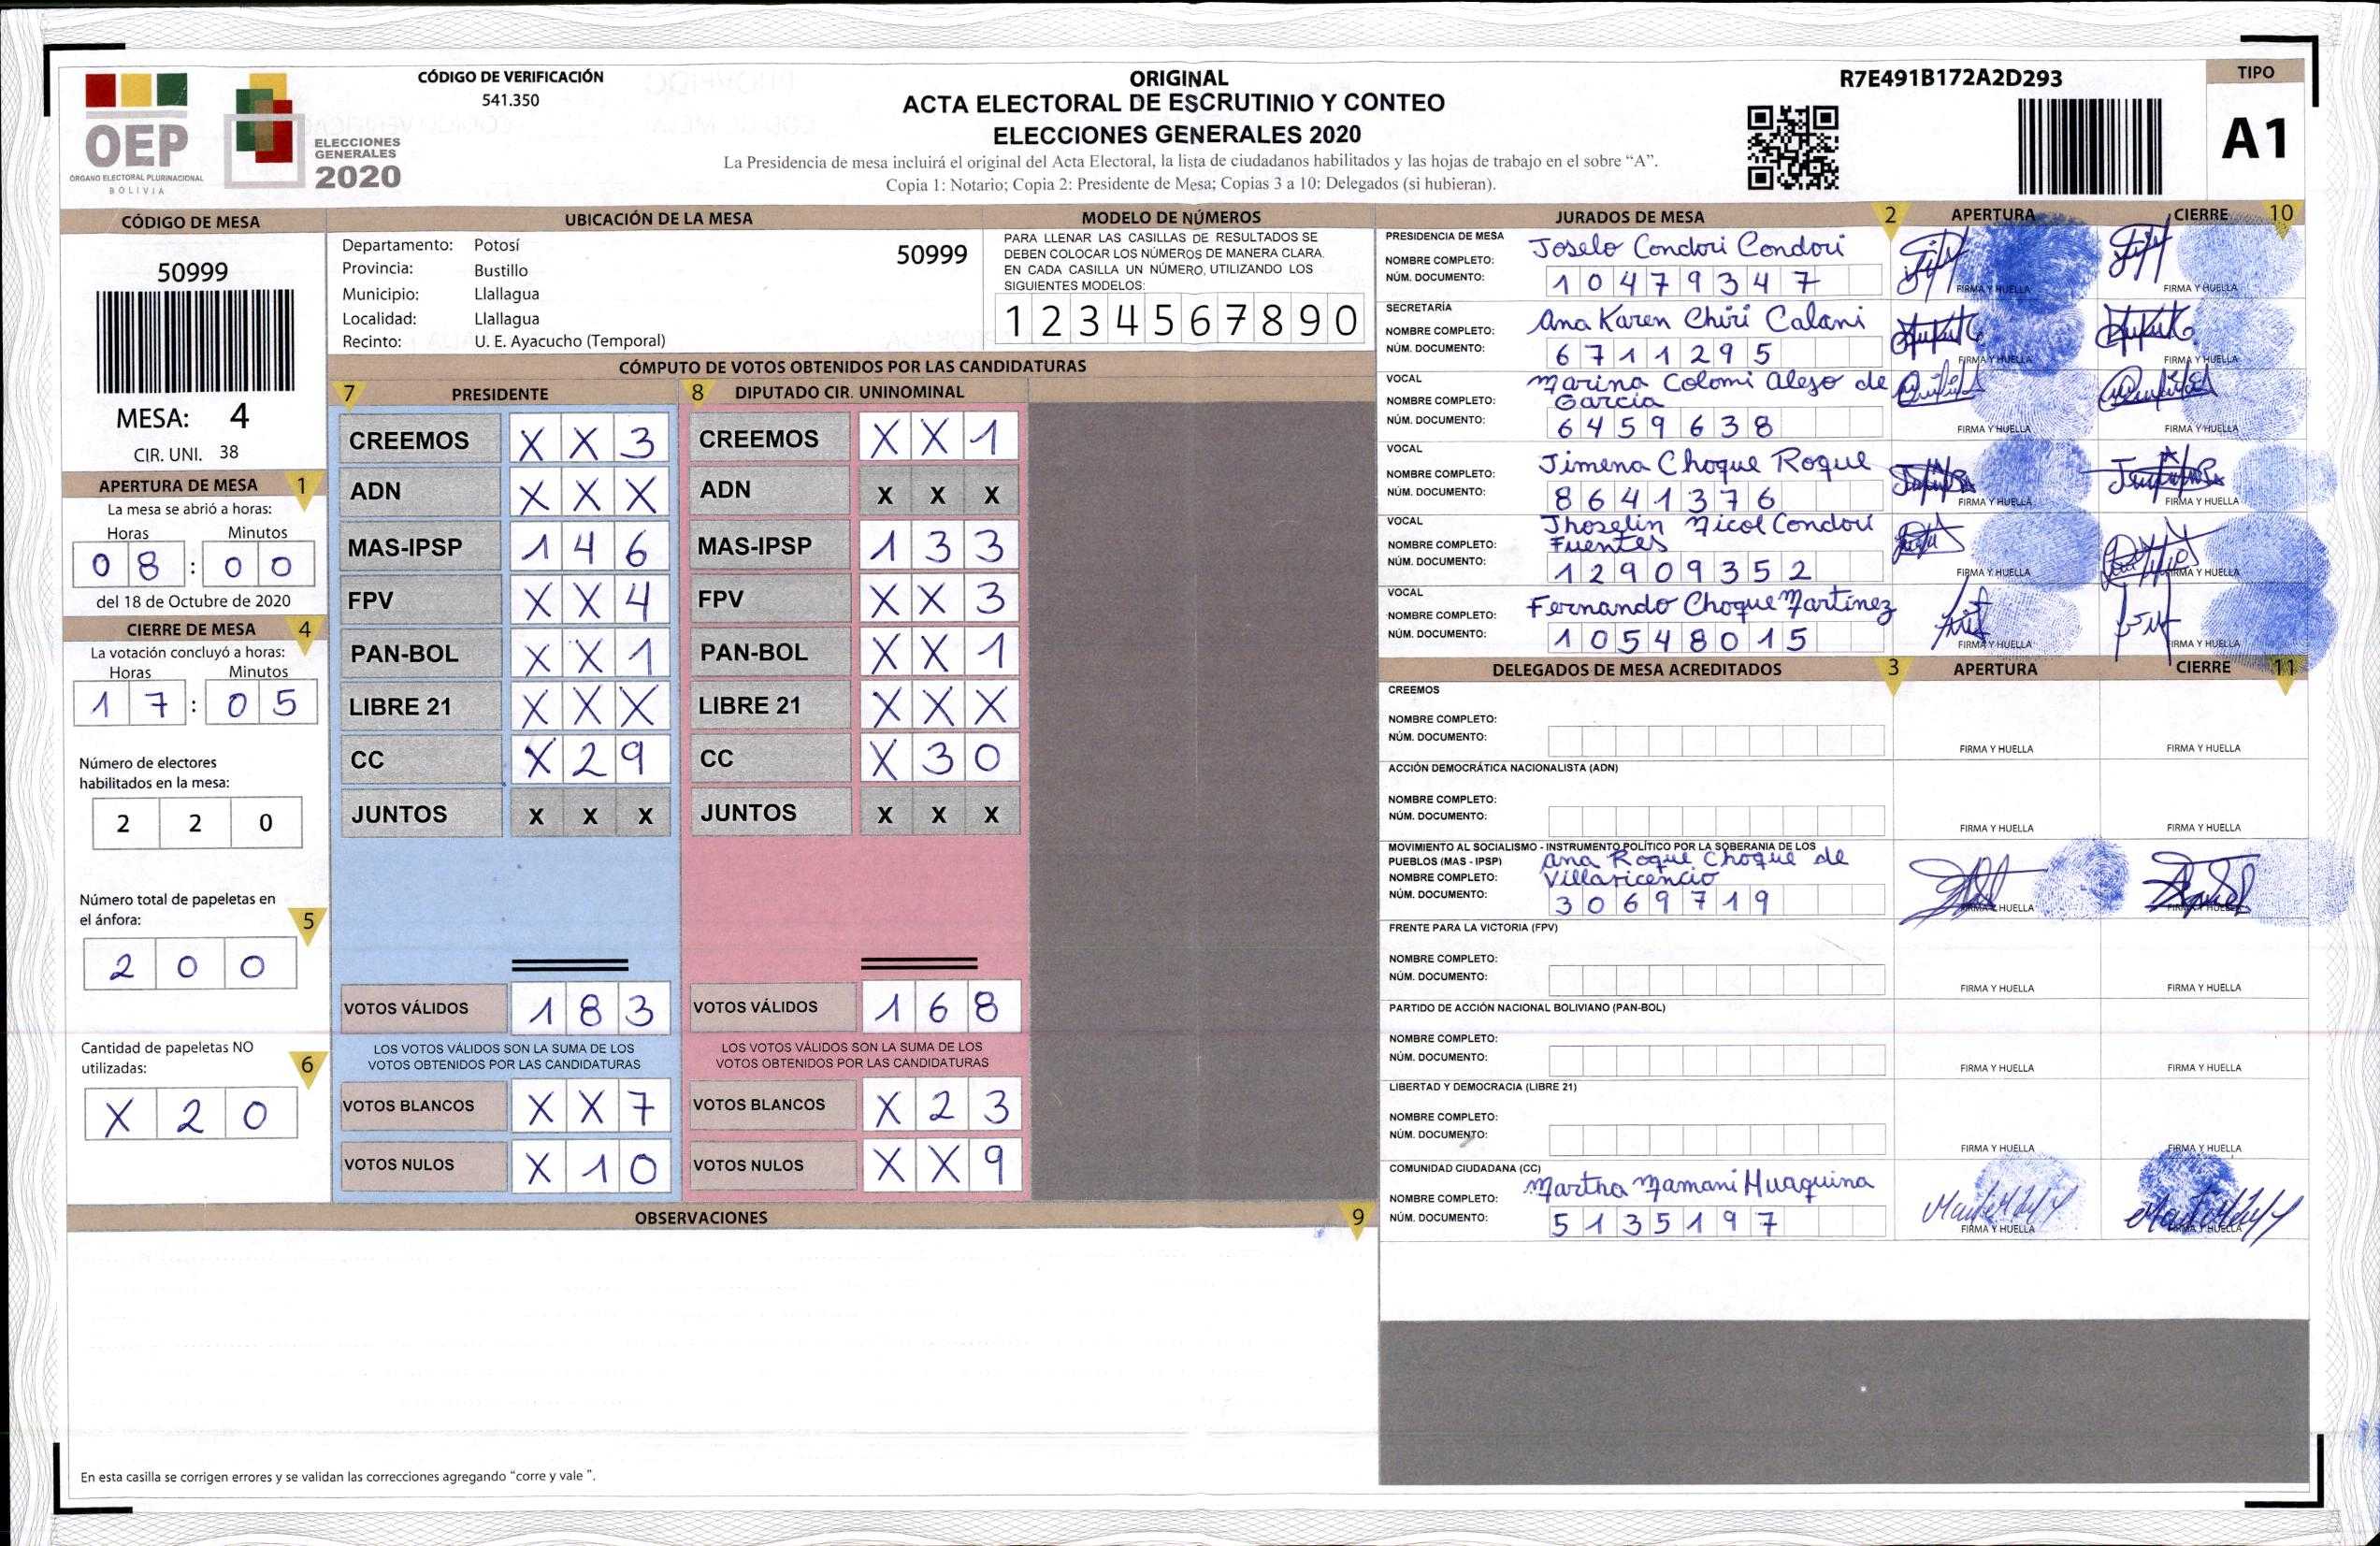 OEP
ÓRGANO ELECTORAL PLURINACIONAL
BOLIVIA
ELECCIONES
GENERALES
2020
CÓDIGO DE VERIFICACIÓN
541.350
ORIGINAL
ACTA ELECTORAL DE ESCRUTINIO Y CONTEO
ELECCIONES GENERALES 2020
La Presidencia de mesa incluirá el original del Acta Electoral, la lista de ciudadanos habilitados y las hojas de trabajo en el sobre “A”.
Copia 1: Notario; Copia 2: Presidente de Mesa; Copias 3 a 10: Delegados (si hubieran).
R7E491B172A2D293
TIPO
A1
CÓDIGO DE MESA
50999
MESA: 4
CIR. UNI. 38
APERTURA DE MESA 1
La mesa se abrió a horas:
Horas Minutos
0 8 : 0 0
del 18 de Octubre de 2020
CIERRE DE MESA 4
La votación concluyó a horas:
Horas Minutos
1 7 : 0 5
Número de electores
habilitados en la mesa:
2 2 0
Número total de papeletas en
el ánfora: 5
2 0 0
Cantidad de papeletas NO
utilizadas: 6
X 2 0
UBICACIÓN DE LA MESA
Departamento: Potosí
50999
Provincia: Bustillo
Municipio: Llallagua
Localidad: Llallagua
Recinto: U. E. Ayacucho (Temporal)
MODELO DE NÚMEROS
PARA LLENAR LAS CASILLAS DE RESULTADOS SE
DEBEN COLOCAR LOS NÚMEROS DE MANERA CLARA.
EN CADA CASILLA UN NÚMERO, UTILIZANDO LOS
SIGUIENTES MODELOS:
1 2 3 4 5 6 7 8 9 0
CÓMPUTO DE VOTOS OBTENIDOS POR LAS CANDIDATURAS
7 PRESIDENTE
CREEMOS X X 3
ADN X X X
MAS-IPSP 1 4 6
FPV X X 4
PAN-BOL X X 1
LIBRE 21 X X X
CC X 2 9
JUNTOS X X X
VOTOS VÁLIDOS 1 8 3
LOS VOTOS VÁLIDOS SON LA SUMA DE LOS
VOTOS OBTENIDOS POR LAS CANDIDATURAS
VOTOS BLANCOS X X 7
VOTOS NULOS X 1 0
8 DIPUTADO CIR. UNINOMINAL
CREEMOS X X 1
ADN X X X
MAS-IPSP 1 3 3
FPV X X 3
PAN-BOL X X 1
LIBRE 21 X X X
CC X 3 0
JUNTOS X X X
VOTOS VÁLIDOS 1 6 8
LOS VOTOS VÁLIDOS SON LA SUMA DE LOS
VOTOS OBTENIDOS POR LAS CANDIDATURAS
VOTOS BLANCOS X 2 3
VOTOS NULOS X X 9
OBSERVACIONES 9
En esta casilla se corrigen errores y se validan las correcciones agregando “corre y vale ”.
JURADOS DE MESA 2 APERTURA CIERRE 10
PRESIDENCIA DE MESA
NOMBRE COMPLETO: Joselo Condori Condori
NÚM. DOCUMENTO: 1 0 4 7 9 3 4 7
FIRMA Y HUELLA FIRMA Y HUELLA
SECRETARÍA
NOMBRE COMPLETO: Ana Karen Chiri Calani
NÚM. DOCUMENTO: 6 7 1 1 2 9 5
FIRMA Y HUELLA FIRMA Y HUELLA
VOCAL
NOMBRE COMPLETO: Marina Colomi Alejo de
Garcia
NÚM. DOCUMENTO: 6 4 5 9 6 3 8
FIRMA Y HUELLA FIRMA Y HUELLA
VOCAL
NOMBRE COMPLETO: Jimena Choque Roque
NÚM. DOCUMENTO: 8 6 4 1 3 7 6
FIRMA Y HUELLA FIRMA Y HUELLA
VOCAL
NOMBRE COMPLETO: Jhoselin Nicol Condori
Fuentes
NÚM. DOCUMENTO: 1 2 9 0 9 3 5 2
FIRMA Y HUELLA FIRMA Y HUELLA
VOCAL
NOMBRE COMPLETO: Fernando Choque Martinez
NÚM. DOCUMENTO: 1 0 5 4 8 0 1 5
FIRMA Y HUELLA FIRMA Y HUELLA
DELEGADOS DE MESA ACREDITADOS 3 APERTURA CIERRE 11
CREEMOS
NOMBRE COMPLETO:
NÚM. DOCUMENTO:
FIRMA Y HUELLA FIRMA Y HUELLA
ACCIÓN DEMOCRÁTICA NACIONALISTA (ADN)
NOMBRE COMPLETO:
NÚM. DOCUMENTO:
FIRMA Y HUELLA FIRMA Y HUELLA
MOVIMIENTO AL SOCIALISMO - INSTRUMENTO POLÍTICO POR LA SOBERANIA DE LOS
PUEBLOS (MAS - IPSP) Ana Roque Choque de
NOMBRE COMPLETO: Villavicencio
NÚM. DOCUMENTO: 3 0 6 9 7 1 9
FIRMA Y HUELLA FIRMA Y HUELLA
FRENTE PARA LA VICTORIA (FPV)
NOMBRE COMPLETO:
NÚM. DOCUMENTO:
FIRMA Y HUELLA FIRMA Y HUELLA
PARTIDO DE ACCIÓN NACIONAL BOLIVIANO (PAN-BOL)
NOMBRE COMPLETO:
NÚM. DOCUMENTO:
FIRMA Y HUELLA FIRMA Y HUELLA
LIBERTAD Y DEMOCRACIA (LIBRE 21)
NOMBRE COMPLETO:
NÚM. DOCUMENTO:
FIRMA Y HUELLA FIRMA Y HUELLA
COMUNIDAD CIUDADANA (CC)
NOMBRE COMPLETO: Martha Mamani Huaquina
NÚM. DOCUMENTO: 5 1 3 5 1 9 7
FIRMA Y HUELLA FIRMA Y HUELLA